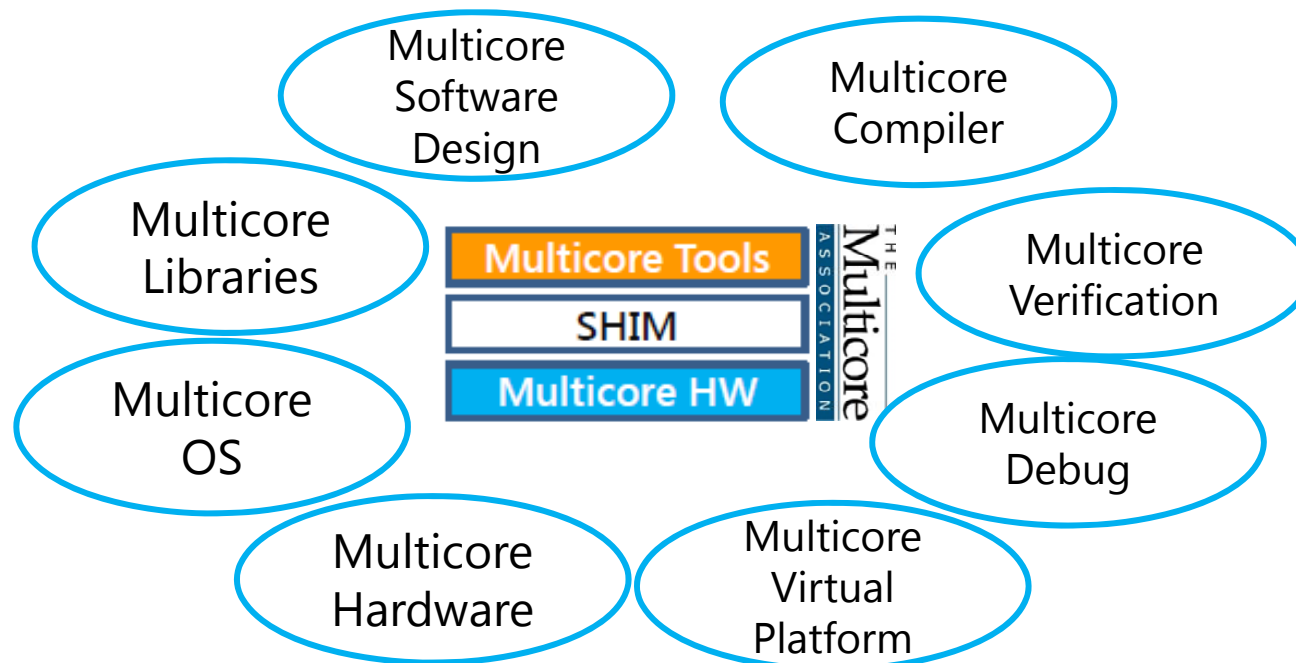 Multicore
Software
Design
Multicore
Compiler
Multicore
Libraries
Multicore Tools
SHIM
Multicore HW
THE
Multicore
ASSOCIATION
Multicore
Verification
Multicore
OS
Multicore
Debug
Multicore
Hardware
Multicore
Virtual
Platform